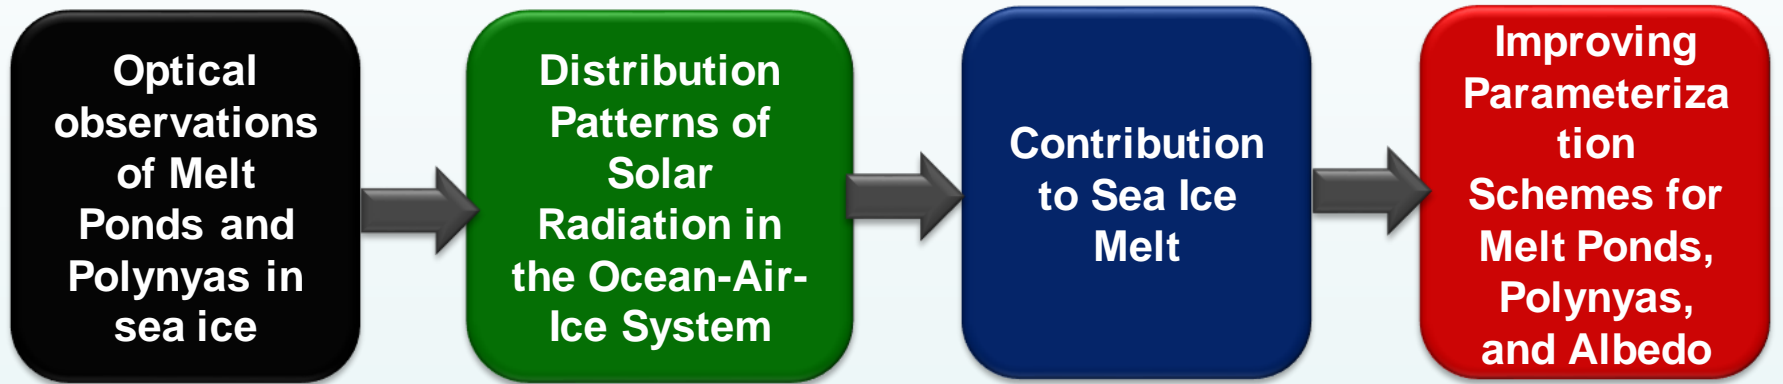 Optical
observations
of Melt
Ponds and
Polynyas in
sea ice
Distribution
Patterns of
Solar
Radiation in
the Ocean-Air-
Ice System
Contribution
to Sea Ice
Melt
Improving
Parameteriza
tion
Schemes for
Melt Ponds,
Polynyas,
and Albedo